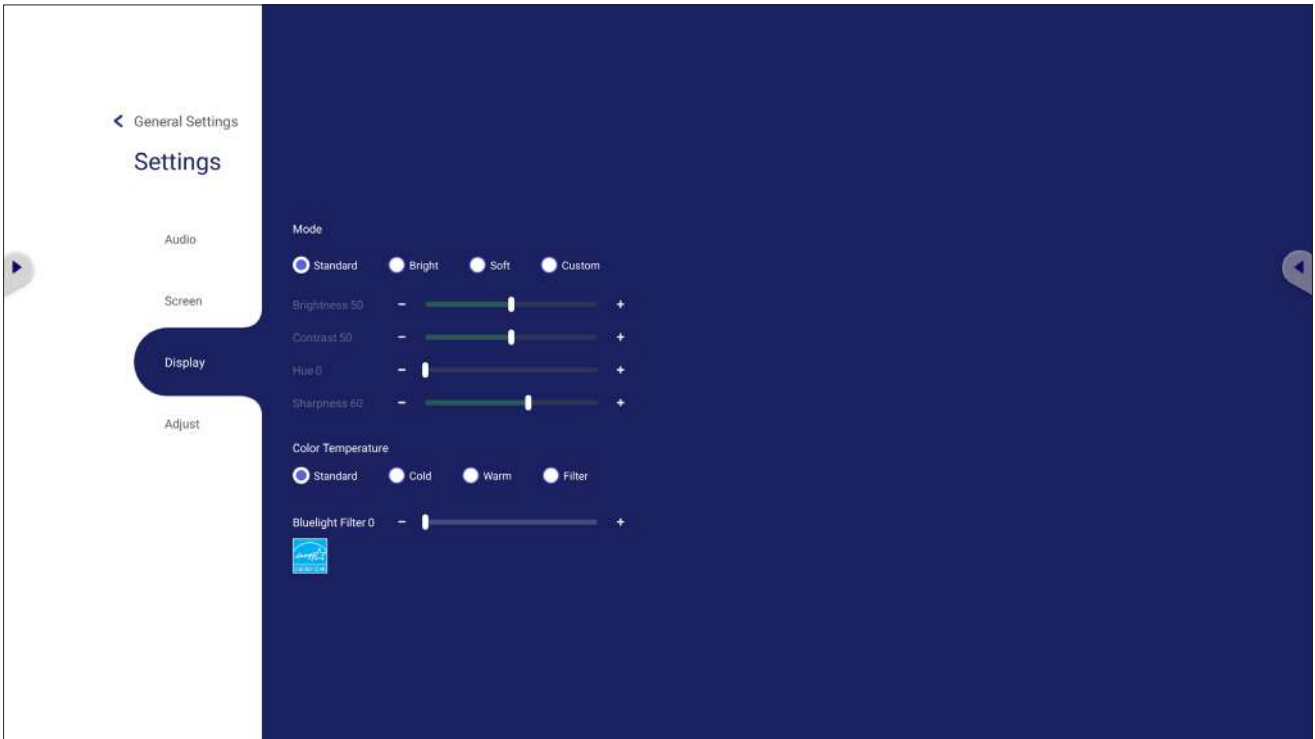 General Settings
Settings
Audio
Screen
Display
Adjust
Mode
Standard Bright Soft Custom
Brightness 50 - +
Contrast 50 - +
Hue 0 - +
Sharpness 60 - +
Color Temperature
Standard Cold Warm Filter
Bluelight Filter 0 - +